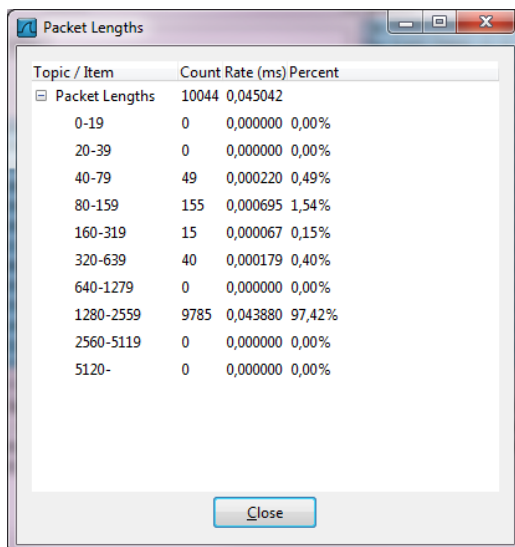 Packet Lengths
Topic / Item Count Rate (ms) Percent
Packet Lengths 10044 0,045042
0-19 0 0,000000 0,00%
20-39 0 0,000000 0,00%
40-79 49 0,000220 0,49%
80-159 155 0,000695 1,54%
160-319 15 0,000067 0,15%
320-639 40 0,000179 0,40%
640-1279 0 0,000000 0,00%
1280-2559 9785 0,043880 97,42%
2560-5119 0 0,000000 0,00%
5120- 0 0,000000 0,00%
Close